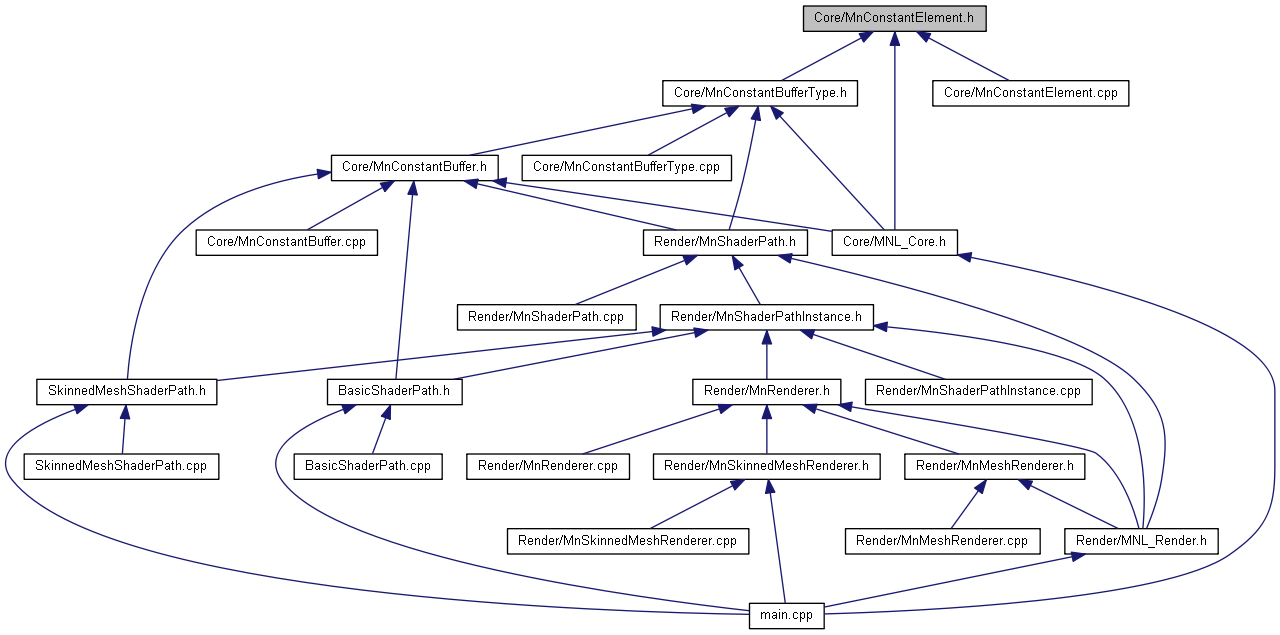 Core/MnConstantElement.h
Core/MnConstantBufferType.h
Core/MnConstantElement.cpp
Core/MnConstantBuffer.h
Core/MnConstantBufferType.cpp
Core/MnConstantBuffer.cpp
Render/MnShaderPath.h
Core/MNL_Core.h
Render/MnShaderPath.cpp
Render/MnShaderPathInstance.h
SkinnedMeshShaderPath.h
BasicShaderPath.h
Render/MnRenderer.h
Render/MnShaderPathInstance.cpp
SkinnedMeshShaderPath.cpp
BasicShaderPath.cpp
Render/MnRenderer.cpp
Render/MnSkinnedMeshRenderer.h
Render/MnMeshRenderer.h
Render/MnSkinnedMeshRenderer.cpp
Render/MnMeshRenderer.cpp
Render/MNL_Render.h
main.cpp